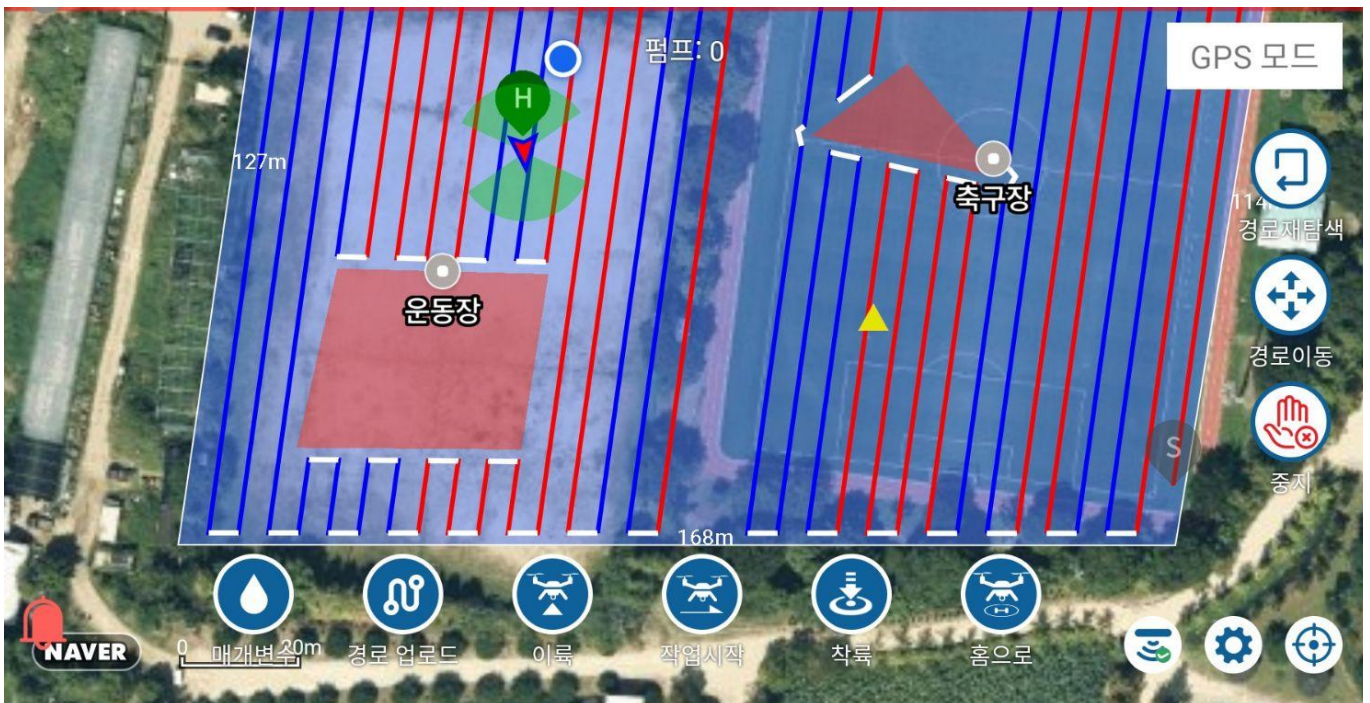 펌프: 0
GPS 모드
H
127m
축구장
114
경로재탐색
운동장
경로이동
S
중지
168m
NAVER
0
20m
매개변수
경로 업로드
이륙
작업시작
착륙
홈으로